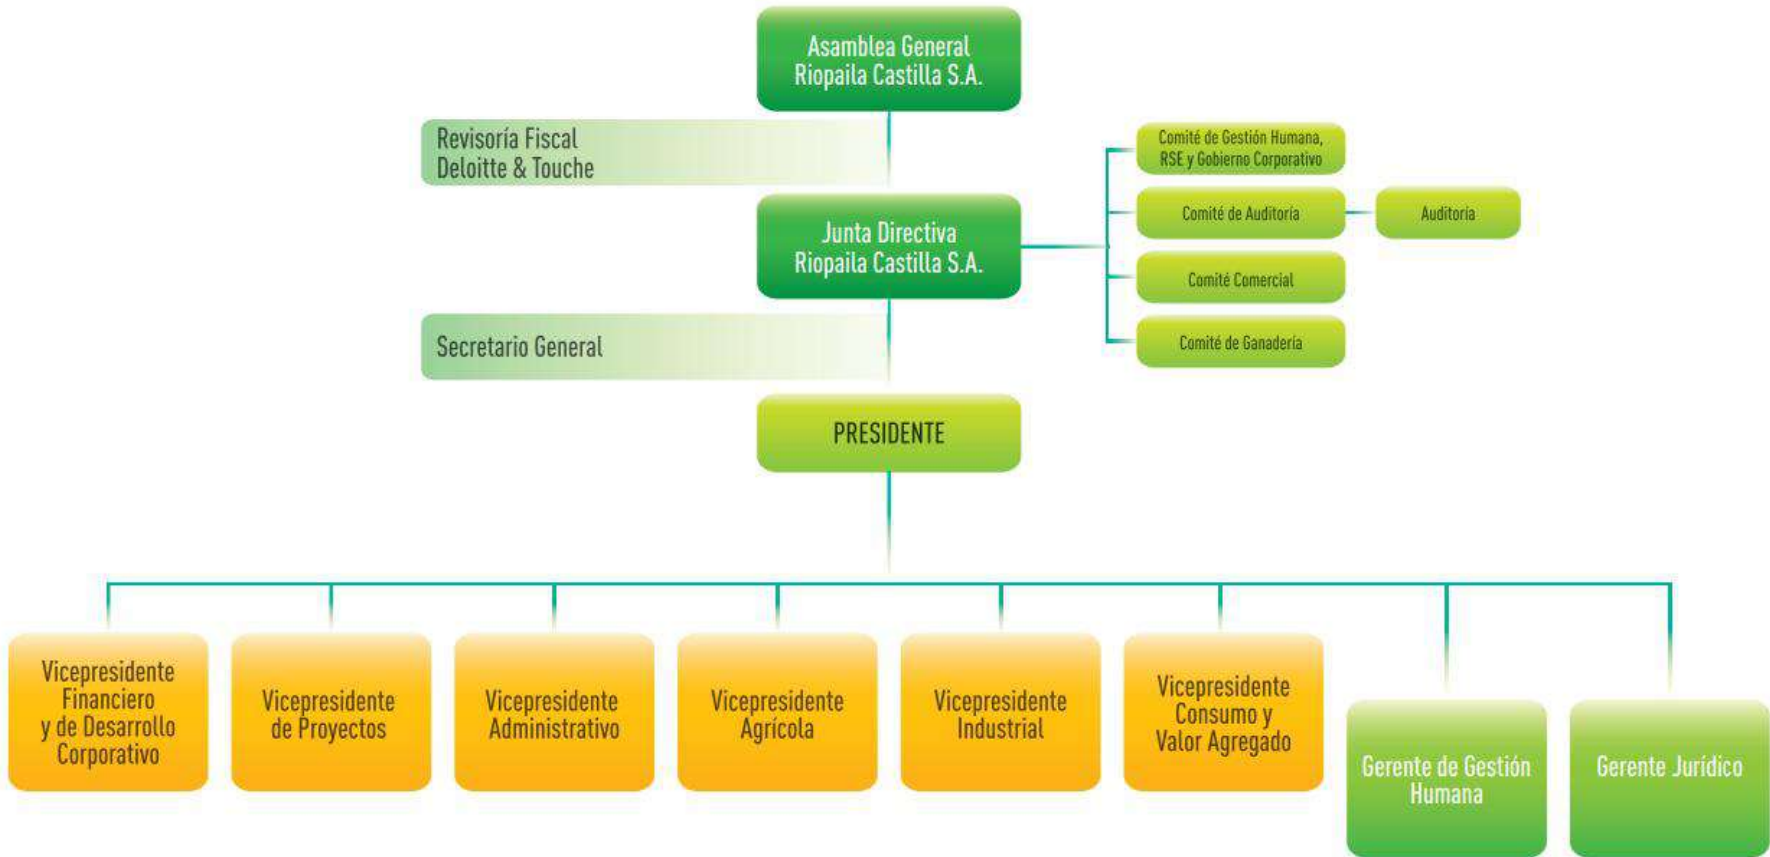 Asamblea General
Riopaila Castilla S.A.
Revisoría Fiscal
Deloitte & Touche
Comité de Gestión Humana,
RSE y Gobierno Corporativo
Comité de Auditoría
Auditoría
Junta Directiva
Riopaila Castilla S.A.
Comité Comercial
Secretario General
Comité de Ganadería
PRESIDENTE
Vicepresidente
Financiero
y de Desarrollo
Corporativo
Vicepresidente
de Proyectos
Vicepresidente
Administrativo
Vicepresidente
Agrícola
Vicepresidente
Industrial
Vicepresidente
Consumo y
Valor Agregado
Gerente de Gestión
Humana
Gerente Jurídico